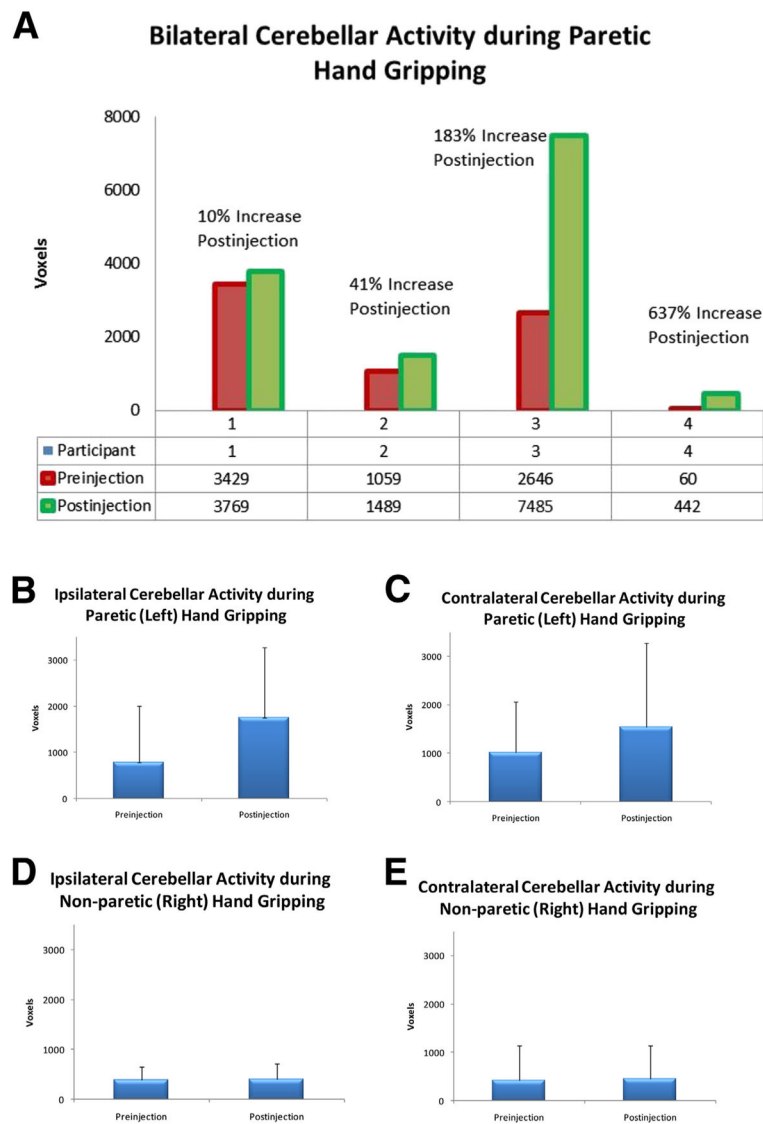 A
Bilateral Cerebellar Activity during Paretic
Hand Gripping
8000
6000
4000
2000
0
Voxels
10% Increase
Postinjection
41% Increase
Postinjection
183% Increase
Postinjection
637% Increase
Postinjection
1 2 3 4
Participant 1 2 3 4
Preinjection 3429 1059 2646 60
Postinjection 3769 1489 7485 442
B
Ipsilateral Cerebellar Activity during
Paretic (Left) Hand Gripping
3000
2000
1000
0
Voxels
Preinjection Postinjection
C
Contralateral Cerebellar Activity during
Paretic (Left) Hand Gripping
3000
2000
1000
0
Voxels
Preinjection Postinjection
D
Ipsilateral Cerebellar Activity during
Non-paretic (Right) Hand Gripping
3000
2000
1000
0
Voxels
Preinjection Postinjection
E
Contralateral Cerebellar Activity during
Non-paretic (Right) Hand Gripping
3000
2000
1000
0
Voxels
Preinjection Postinjection